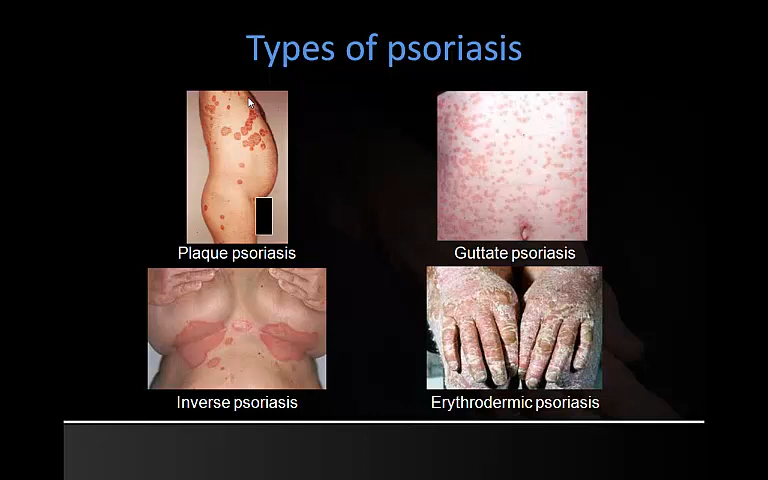 Types of psoriasis
Plaque psoriasis
Guttate psoriasis
Inverse psoriasis
Erythrodermic psoriasis